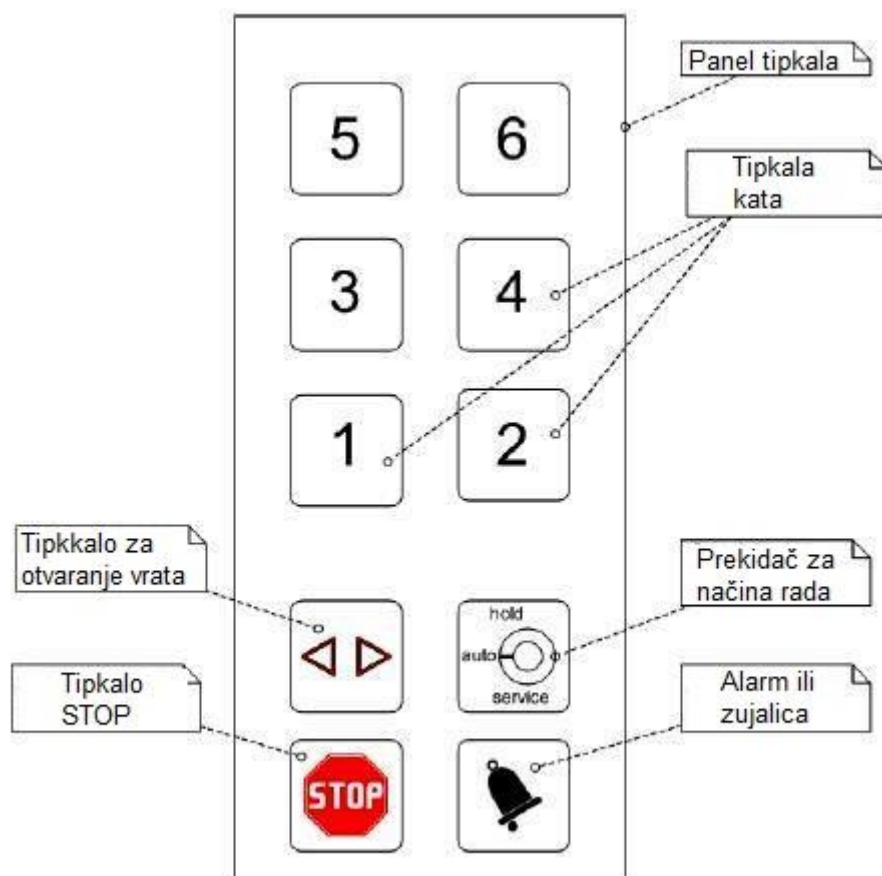 Panel tipkala
5 6
Tipkala
kata
3 4
1 2
Tipkkalo za
otvaranje vrata
Prekidač za
načina rada
hold
auto
service
Tipkalo
STOP
Alarm ili
zujalica
STOP